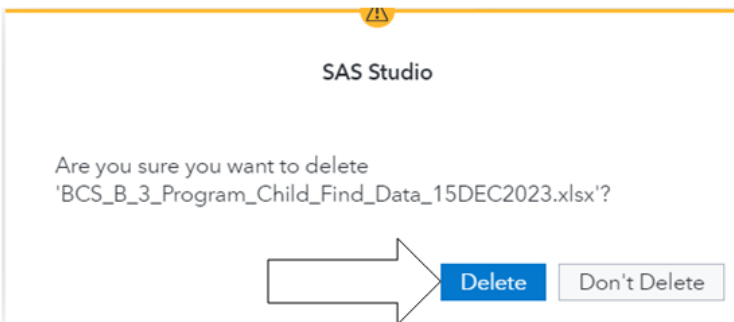 SAS Studio
Are you sure you want to delete
'BCS_B_3_Program_Child_Find_Data_15DEC2023.xlsx'?
Delete Don't Delete